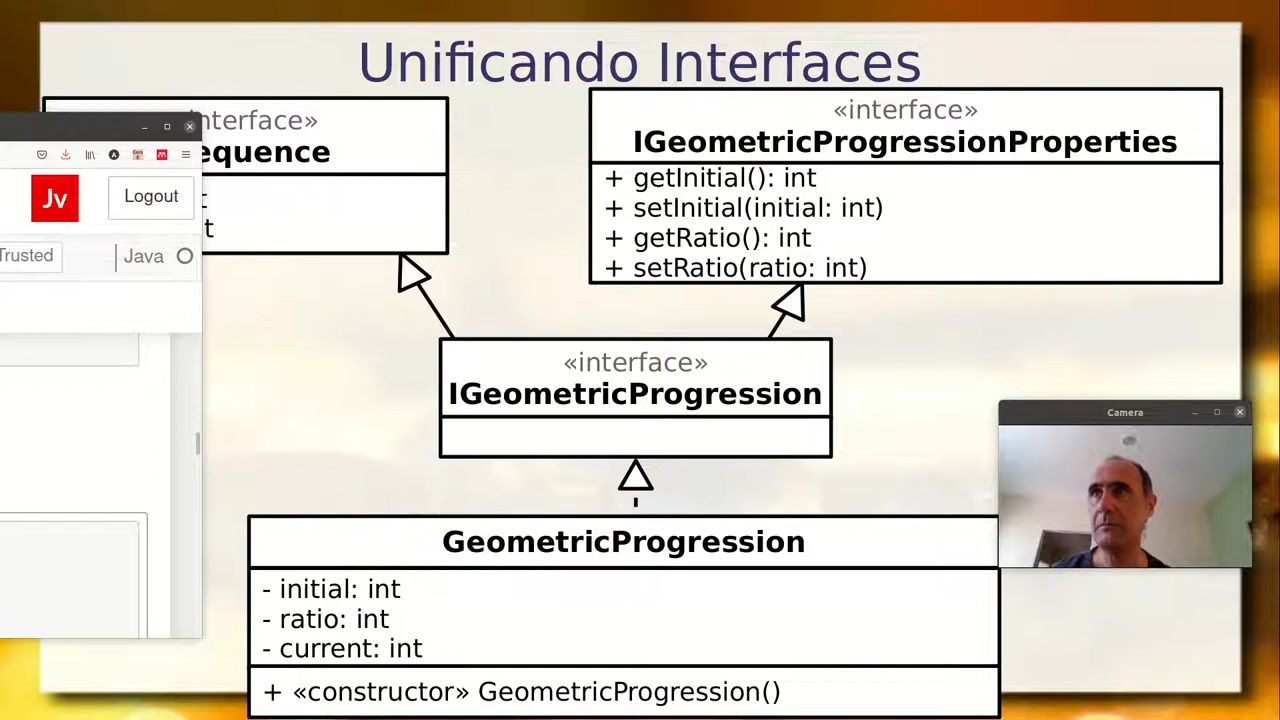 Unificando Interfaces
nterface»
equence
t
t
«interface»
IGeometricProgressionProperties
+ getInitial(): int
+ setInitial(initial: int)
+ getRatio(): int
+ setRatio(ratio: int)
Jv
Logout
Trusted
Java
«interface»
IGeometricProgression
Camera
GeometricProgression
- initial: int
- ratio: int
- current: int
+ «constructor» GeometricProgression()